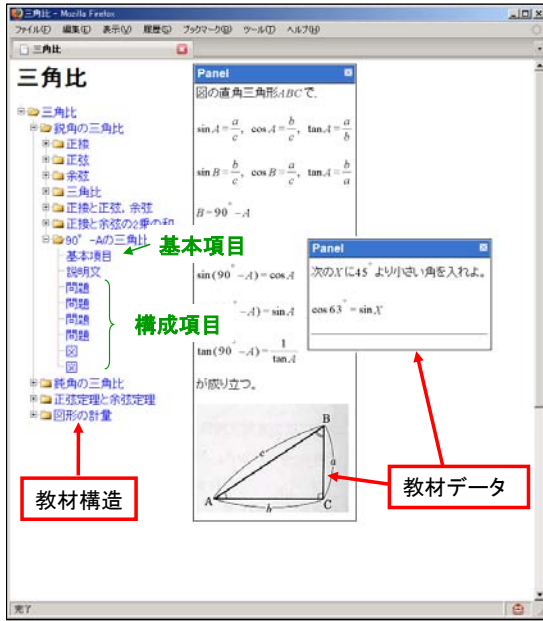 三角比 - Mozilla Firefox
ファイル(F) 編集(E) 表示(V) 履歴(S) ブックマーク(B) ツール(T) ヘルプ(H)
三角比
三角比
三角比
鋭角の三角比
正接
正弦
余弦
三角比
正接と正弦，余弦
正接と余弦の2乗の和
90°-Aの三角比
基本項目
説明文
問題
問題
問題
問題
図
図
鈍角の三角比
正弦定理と余弦定理
図形の計量
基本項目
構成項目
教材構造
Panel
図の直角三角形ABCで，
sin A = a/c, cos A = b/c, tan A = a/b
sin B = b/c, cos B = a/c, tan A = b/a
B = 90° - A
sin(90° - A) = cos A
° - A) = sin A
tan(90° - A) = 1/tan A
が成り立つ。
B
c
a
A
b
C
Panel
次のXに45°より小さい角を入れよ。
cos 63° = sin X
教材データ
完了